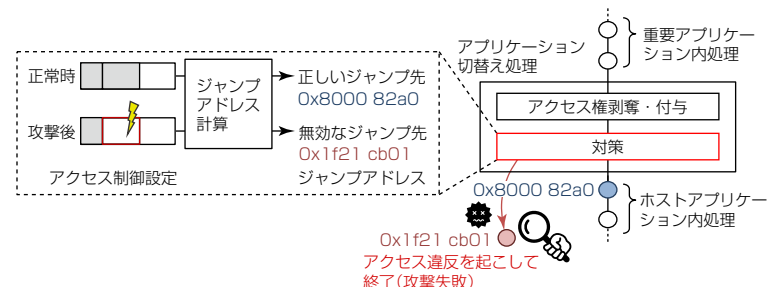 正常時
攻撃後
ジャンプ
アドレス
計算
正しいジャンプ先
0x8000 82a0
無効なジャンプ先
0x1f21 cb01
ジャンプアドレス
アクセス制御設定
アプリケーション
切替え処理
重要アプリケー
ション内処理
アクセス権剥奪・付与
対策
0x8000 82a0
ホストアプリケー
ション内処理
0x1f21 cb01
アクセス違反を起こして
終了(攻撃失敗)